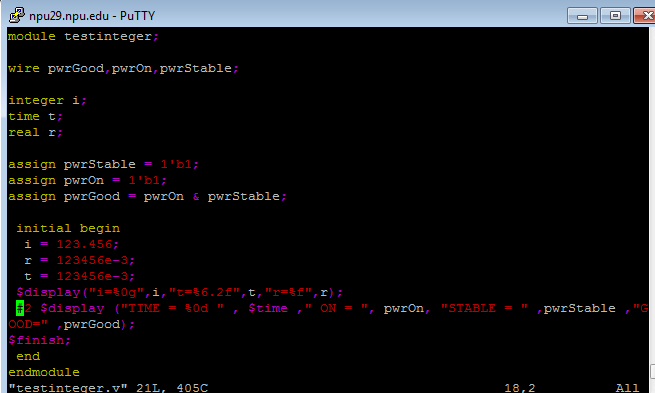 npu29.npu.edu - PuTTY
module testinteger;
wire pwrGood,pwrOn,pwrStable;
integer i;
time t;
real r;
assign pwrStable = 1'b1;
assign pwrOn = 1'b1;
assign pwrGood = pwrOn & pwrStable;
initial begin
i = 123.456;
r = 123456e-3;
t = 123456e-3;
$display("i=%0g",i,"t=%6.2f",t,"r=%f",r);
#2 $display ("TIME = %0d " , $time ," ON = ", pwrOn, "STABLE = " ,pwrStable ,"G
OOD=" ,pwrGood);
$finish;
end
endmodule
"testinteger.v" 21L, 405C 18,2 All